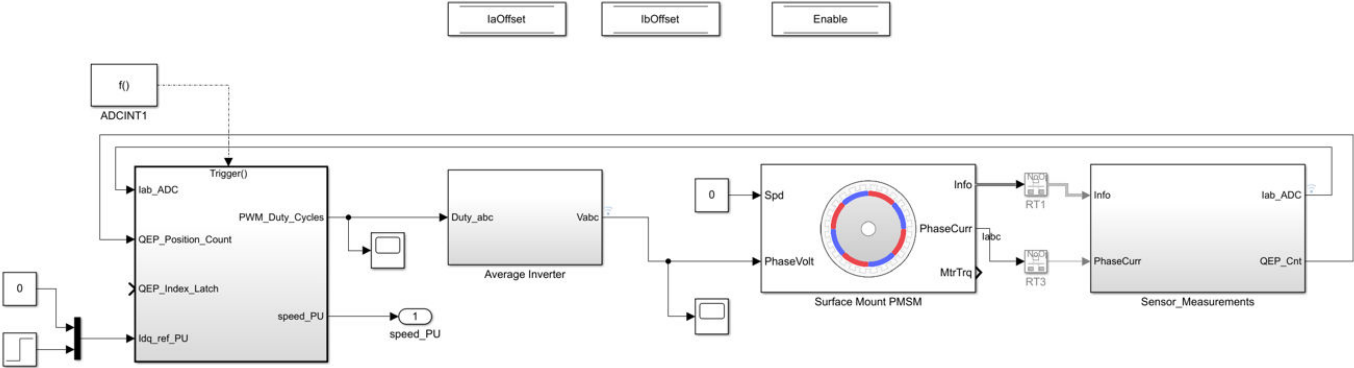 IaOffset
IbOffset
Enable
f()
ADCINT1
Trigger()
Iab_ADC
PWM_Duty_Cycles
QEP_Position_Count
QEP_Index_Latch
speed_PU
Idq_ref_PU
0
1
speed_PU
Duty_abc
Vabc
Average Inverter
0
Spd
Info
PhaseCurr
PhaseVolt
MtrTrq
Surface Mount PMSM
Iabc
RT1
RT3
Info
Iab_ADC
PhaseCurr
QEP_Cnt
Sensor_Measurements